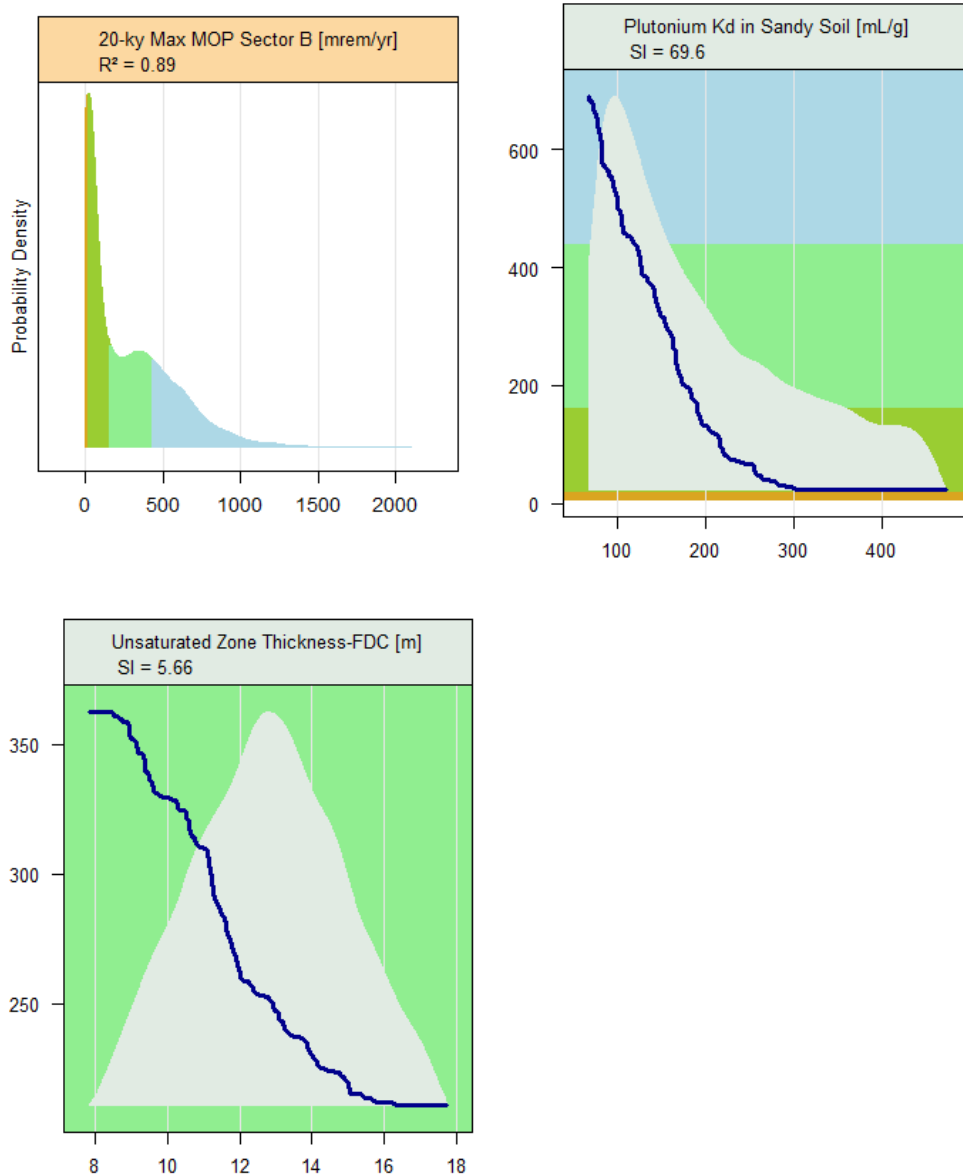 20-ky Max MOP Sector B [mrem/yr]
R² = 0.89
Probability Density
0 500 1000 1500 2000
Plutonium Kd in Sandy Soil [mL/g]
SI = 69.6
600
400
200
0
100 200 300 400
Unsaturated Zone Thickness-FDC [m]
SI = 5.66
350
300
250
8 10 12 14 16 18